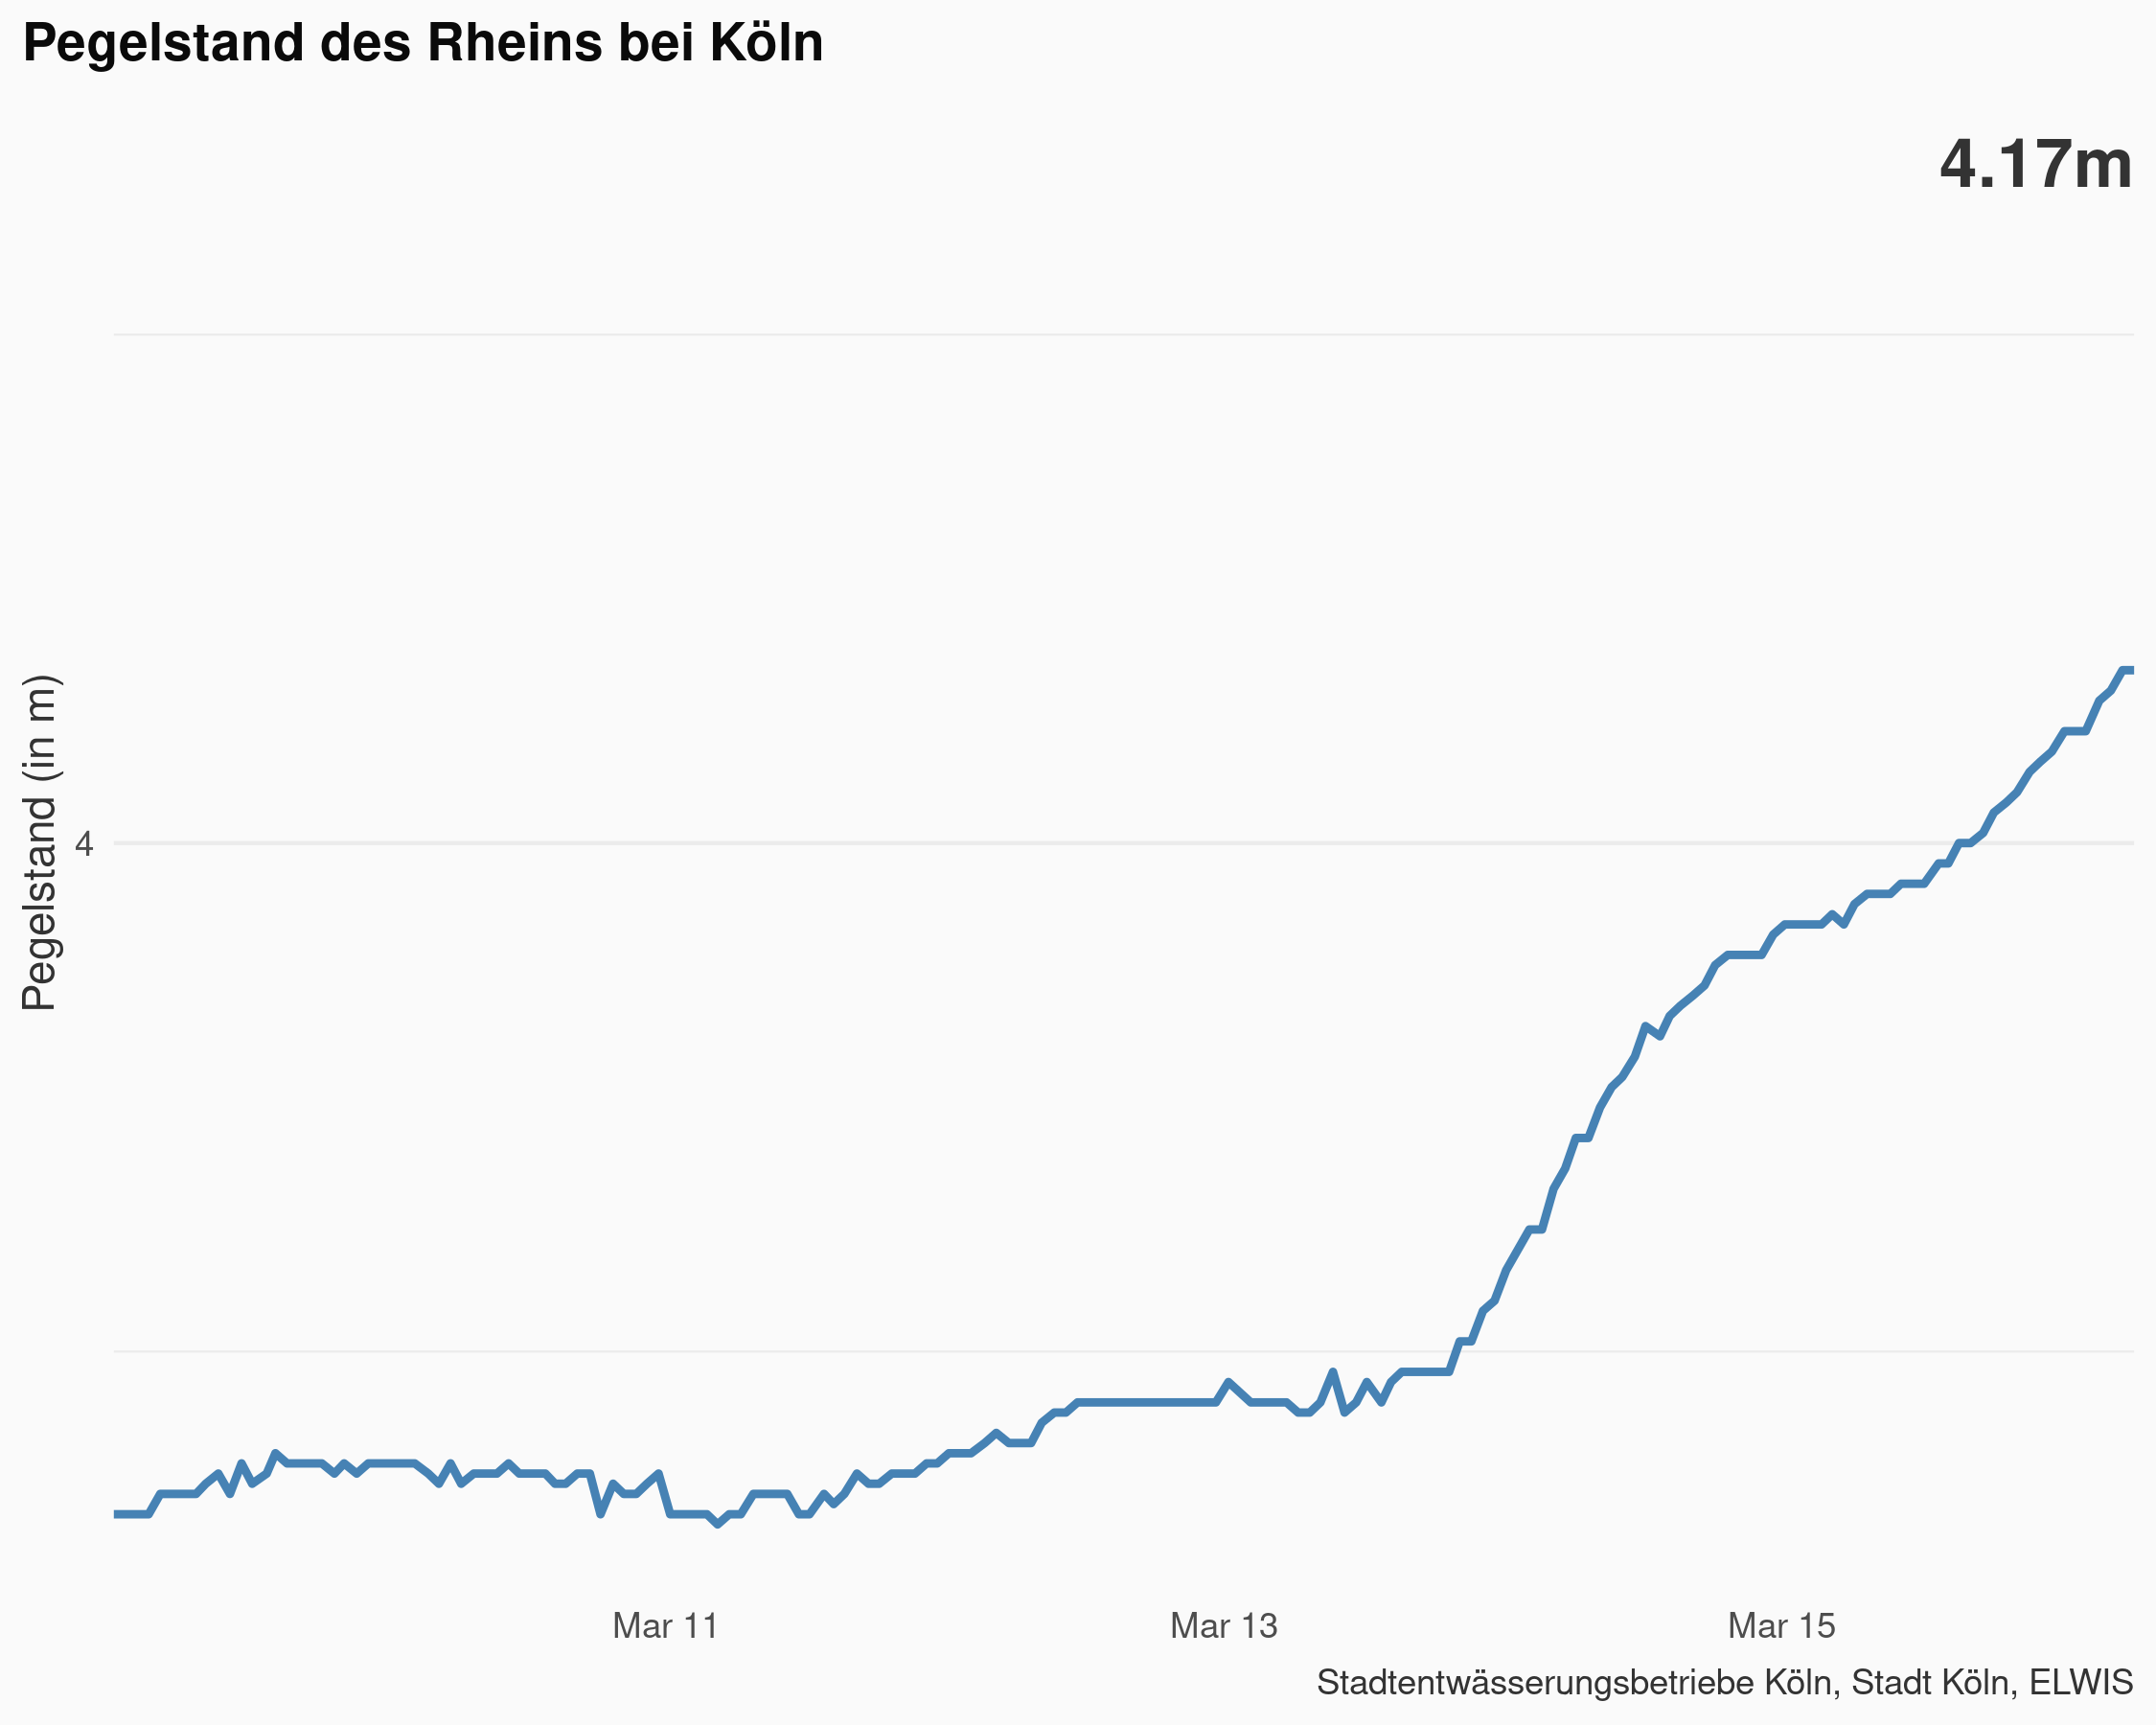 Pegelstand des Rheins bei Köln
4.17m
Pegelstand (in m)
4
Mar 11
Mar 13
Mar 15
Stadtentwässerungsbetriebe Köln, Stadt Köln, ELWIS